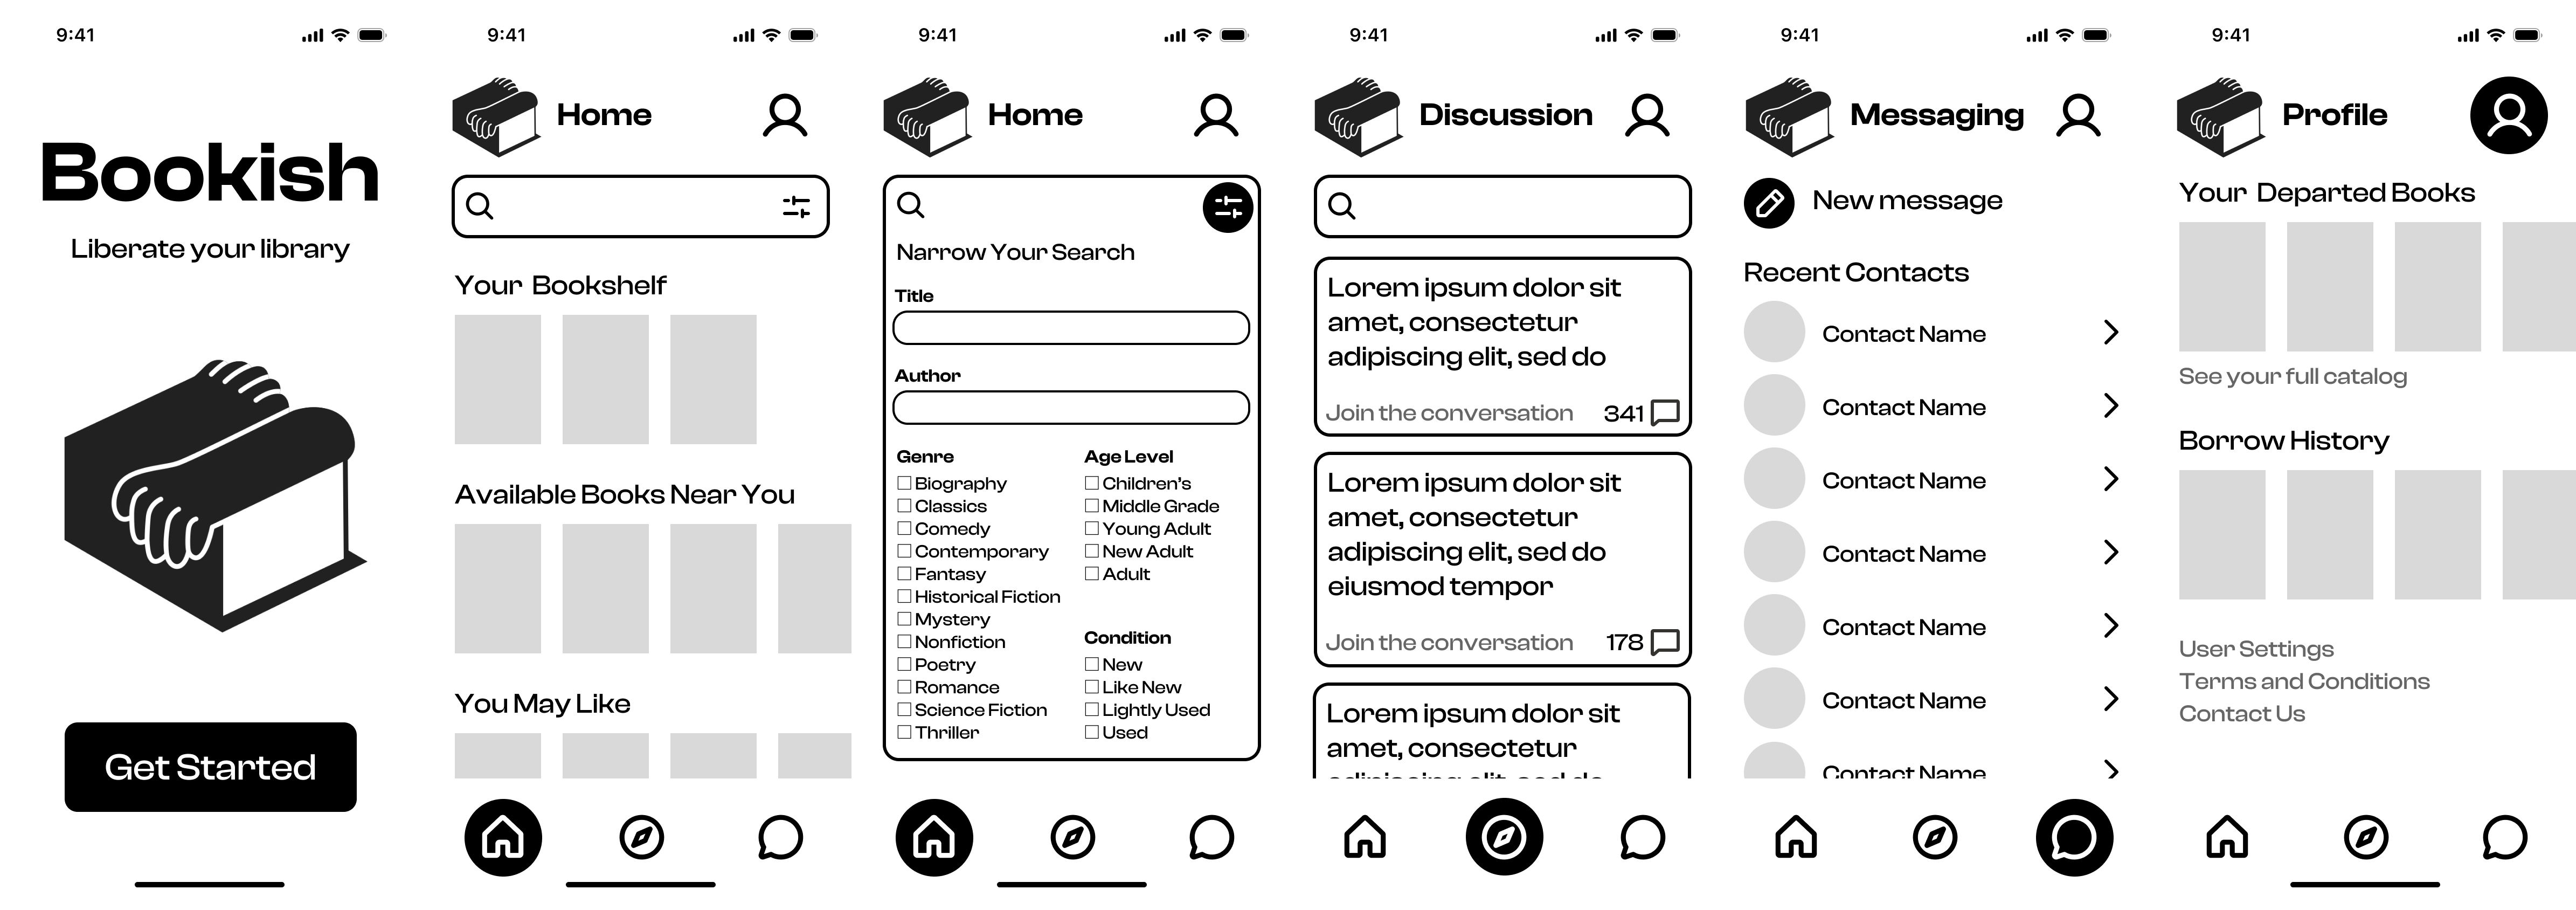 9:41
Bookish
Liberate your library
Get Started
9:41
Home
Your Bookshelf
Available Books Near You
You May Like
9:41
Home
Narrow Your Search
Title
Author
Genre
Biography
Classics
Comedy
Contemporary
Fantasy
Historical Fiction
Mystery
Nonfiction
Poetry
Romance
Science Fiction
Thriller
Age Level
Children's
Middle Grade
Young Adult
New Adult
Adult
Condition
New
Like New
Lightly Used
Used
9:41
Discussion
Lorem ipsum dolor sit
amet, consectetur
adipiscing elit, sed do
Join the conversation 341
Lorem ipsum dolor sit
amet, consectetur
adipiscing elit, sed do
eiusmod tempor
Join the conversation 178
Lorem ipsum dolor sit
amet, consectetur
adipiscing elit, sed do
9:41
Messaging
New message
Recent Contacts
Contact Name
Contact Name
Contact Name
Contact Name
Contact Name
Contact Name
Contact Name
9:41
Profile
Your Departed Books
See your full catalog
Borrow History
User Settings
Terms and Conditions
Contact Us